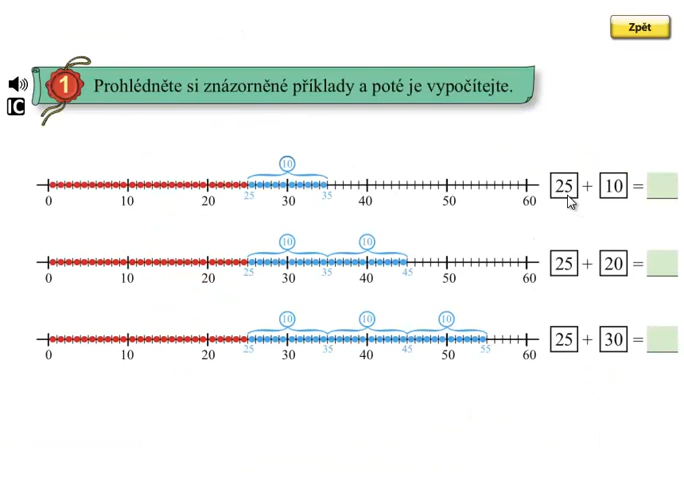 Zpět
IC
1 Prohlédněte si znázorněné příklady a poté je vypočítejte.
10
0 10 20 25 30 35 40 50 60
25 + 10 =
10 10
0 10 20 25 30 35 40 45 50 60
25 + 20 =
10 10 10
0 10 20 25 30 35 40 45 50 55 60
25 + 30 =